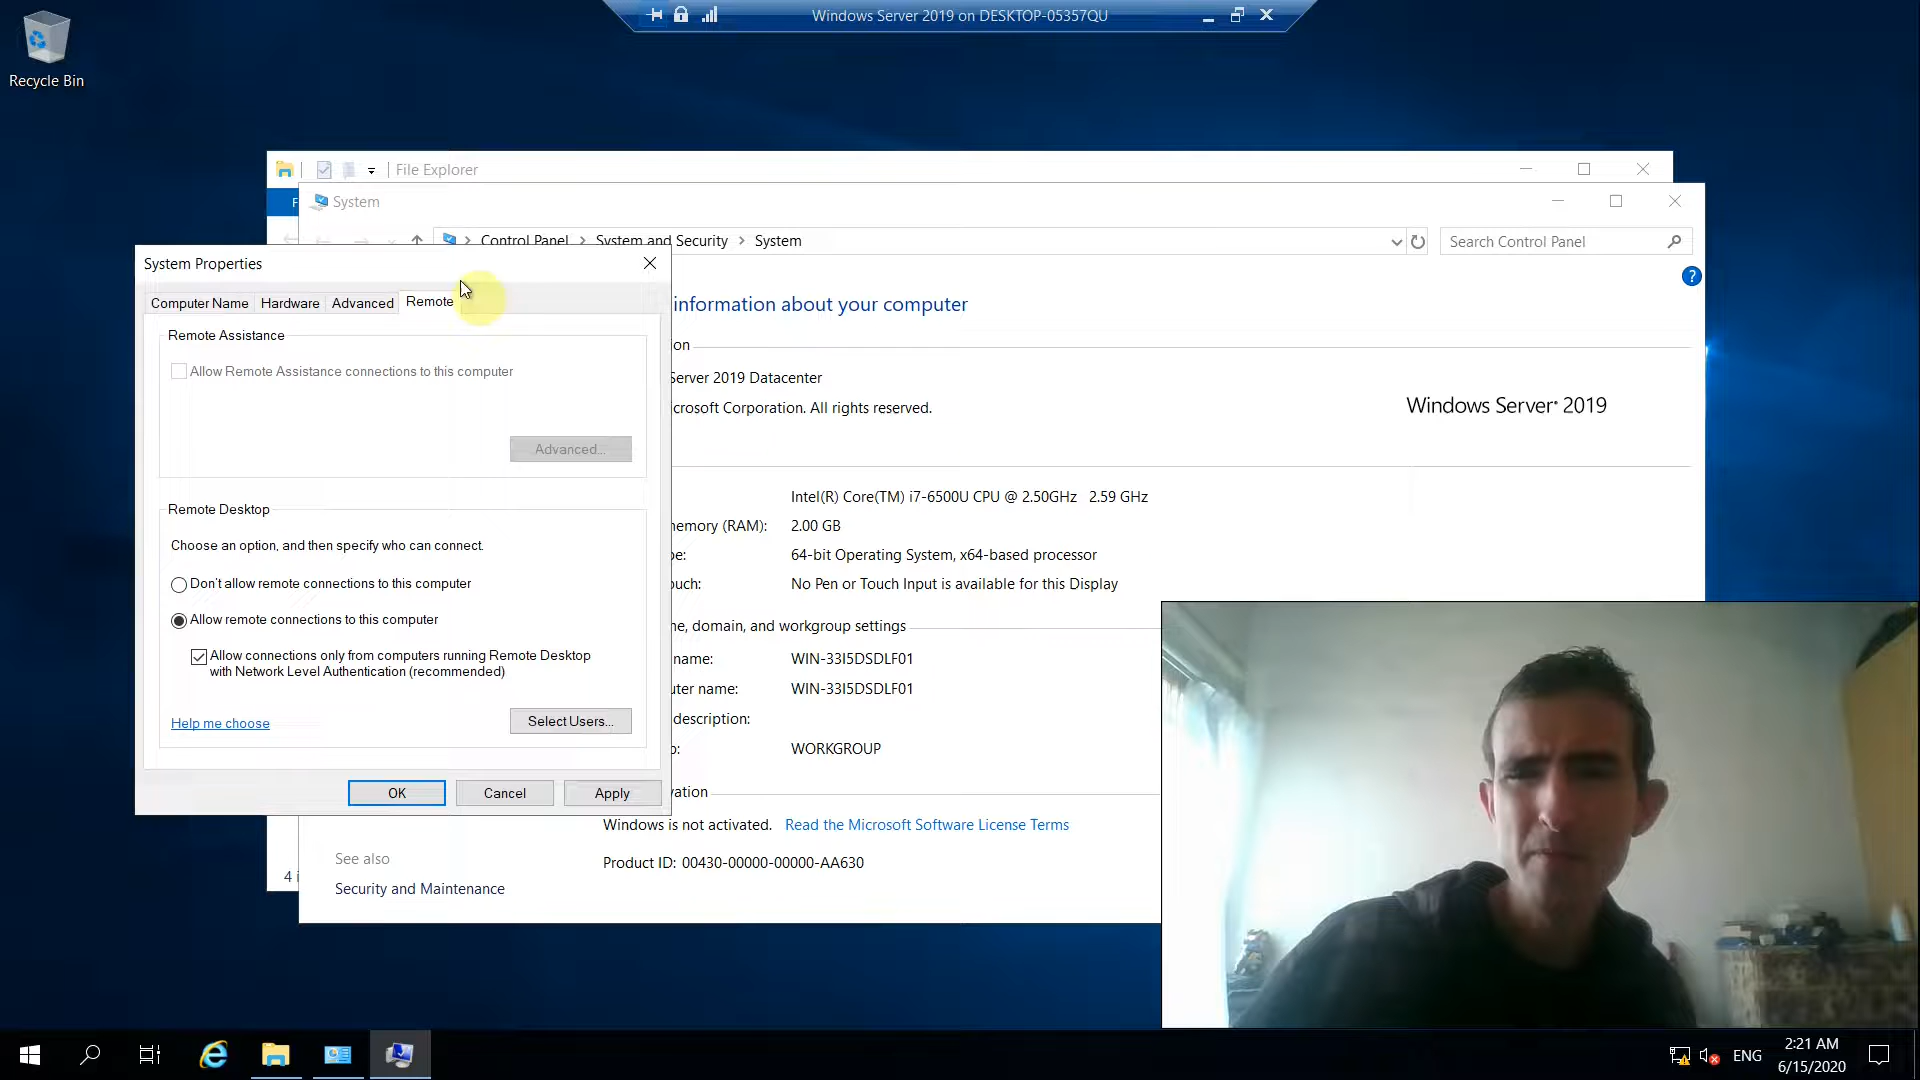 Windows Server 2019 on DESKTOP-05357QU
Recycle Bin
File Explorer
F
System
Control Panel > System and Security > System
Search Control Panel
System Properties
Computer Name
Hardware
Advanced
Remote
Remote Assistance
Allow Remote Assistance connections to this computer
Advanced...
Remote Desktop
Choose an option, and then specify who can connect.
Don't allow remote connections to this computer
Allow remote connections to this computer
Allow connections only from computers running Remote Desktop
with Network Level Authentication (recommended)
Help me choose
Select Users...
OK
Cancel
Apply
?
information about your computer
on
Server 2019 Datacenter
crosoft Corporation. All rights reserved.
Windows Server® 2019
Intel(R) Core(TM) i7-6500U CPU @ 2.50GHz 2.59 GHz
emory (RAM): 2.00 GB
pe: 64-bit Operating System, x64-based processor
ouch: No Pen or Touch Input is available for this Display
ne, domain, and workgroup settings
name: WIN-33I5DSDLF01
uter name: WIN-33I5DSDLF01
description:
p: WORKGROUP
vation
Windows is not activated. Read the Microsoft Software License Terms
Product ID: 00430-00000-00000-AA630
See also
Security and Maintenance
4 i
ENG
2:21 AM
6/15/2020